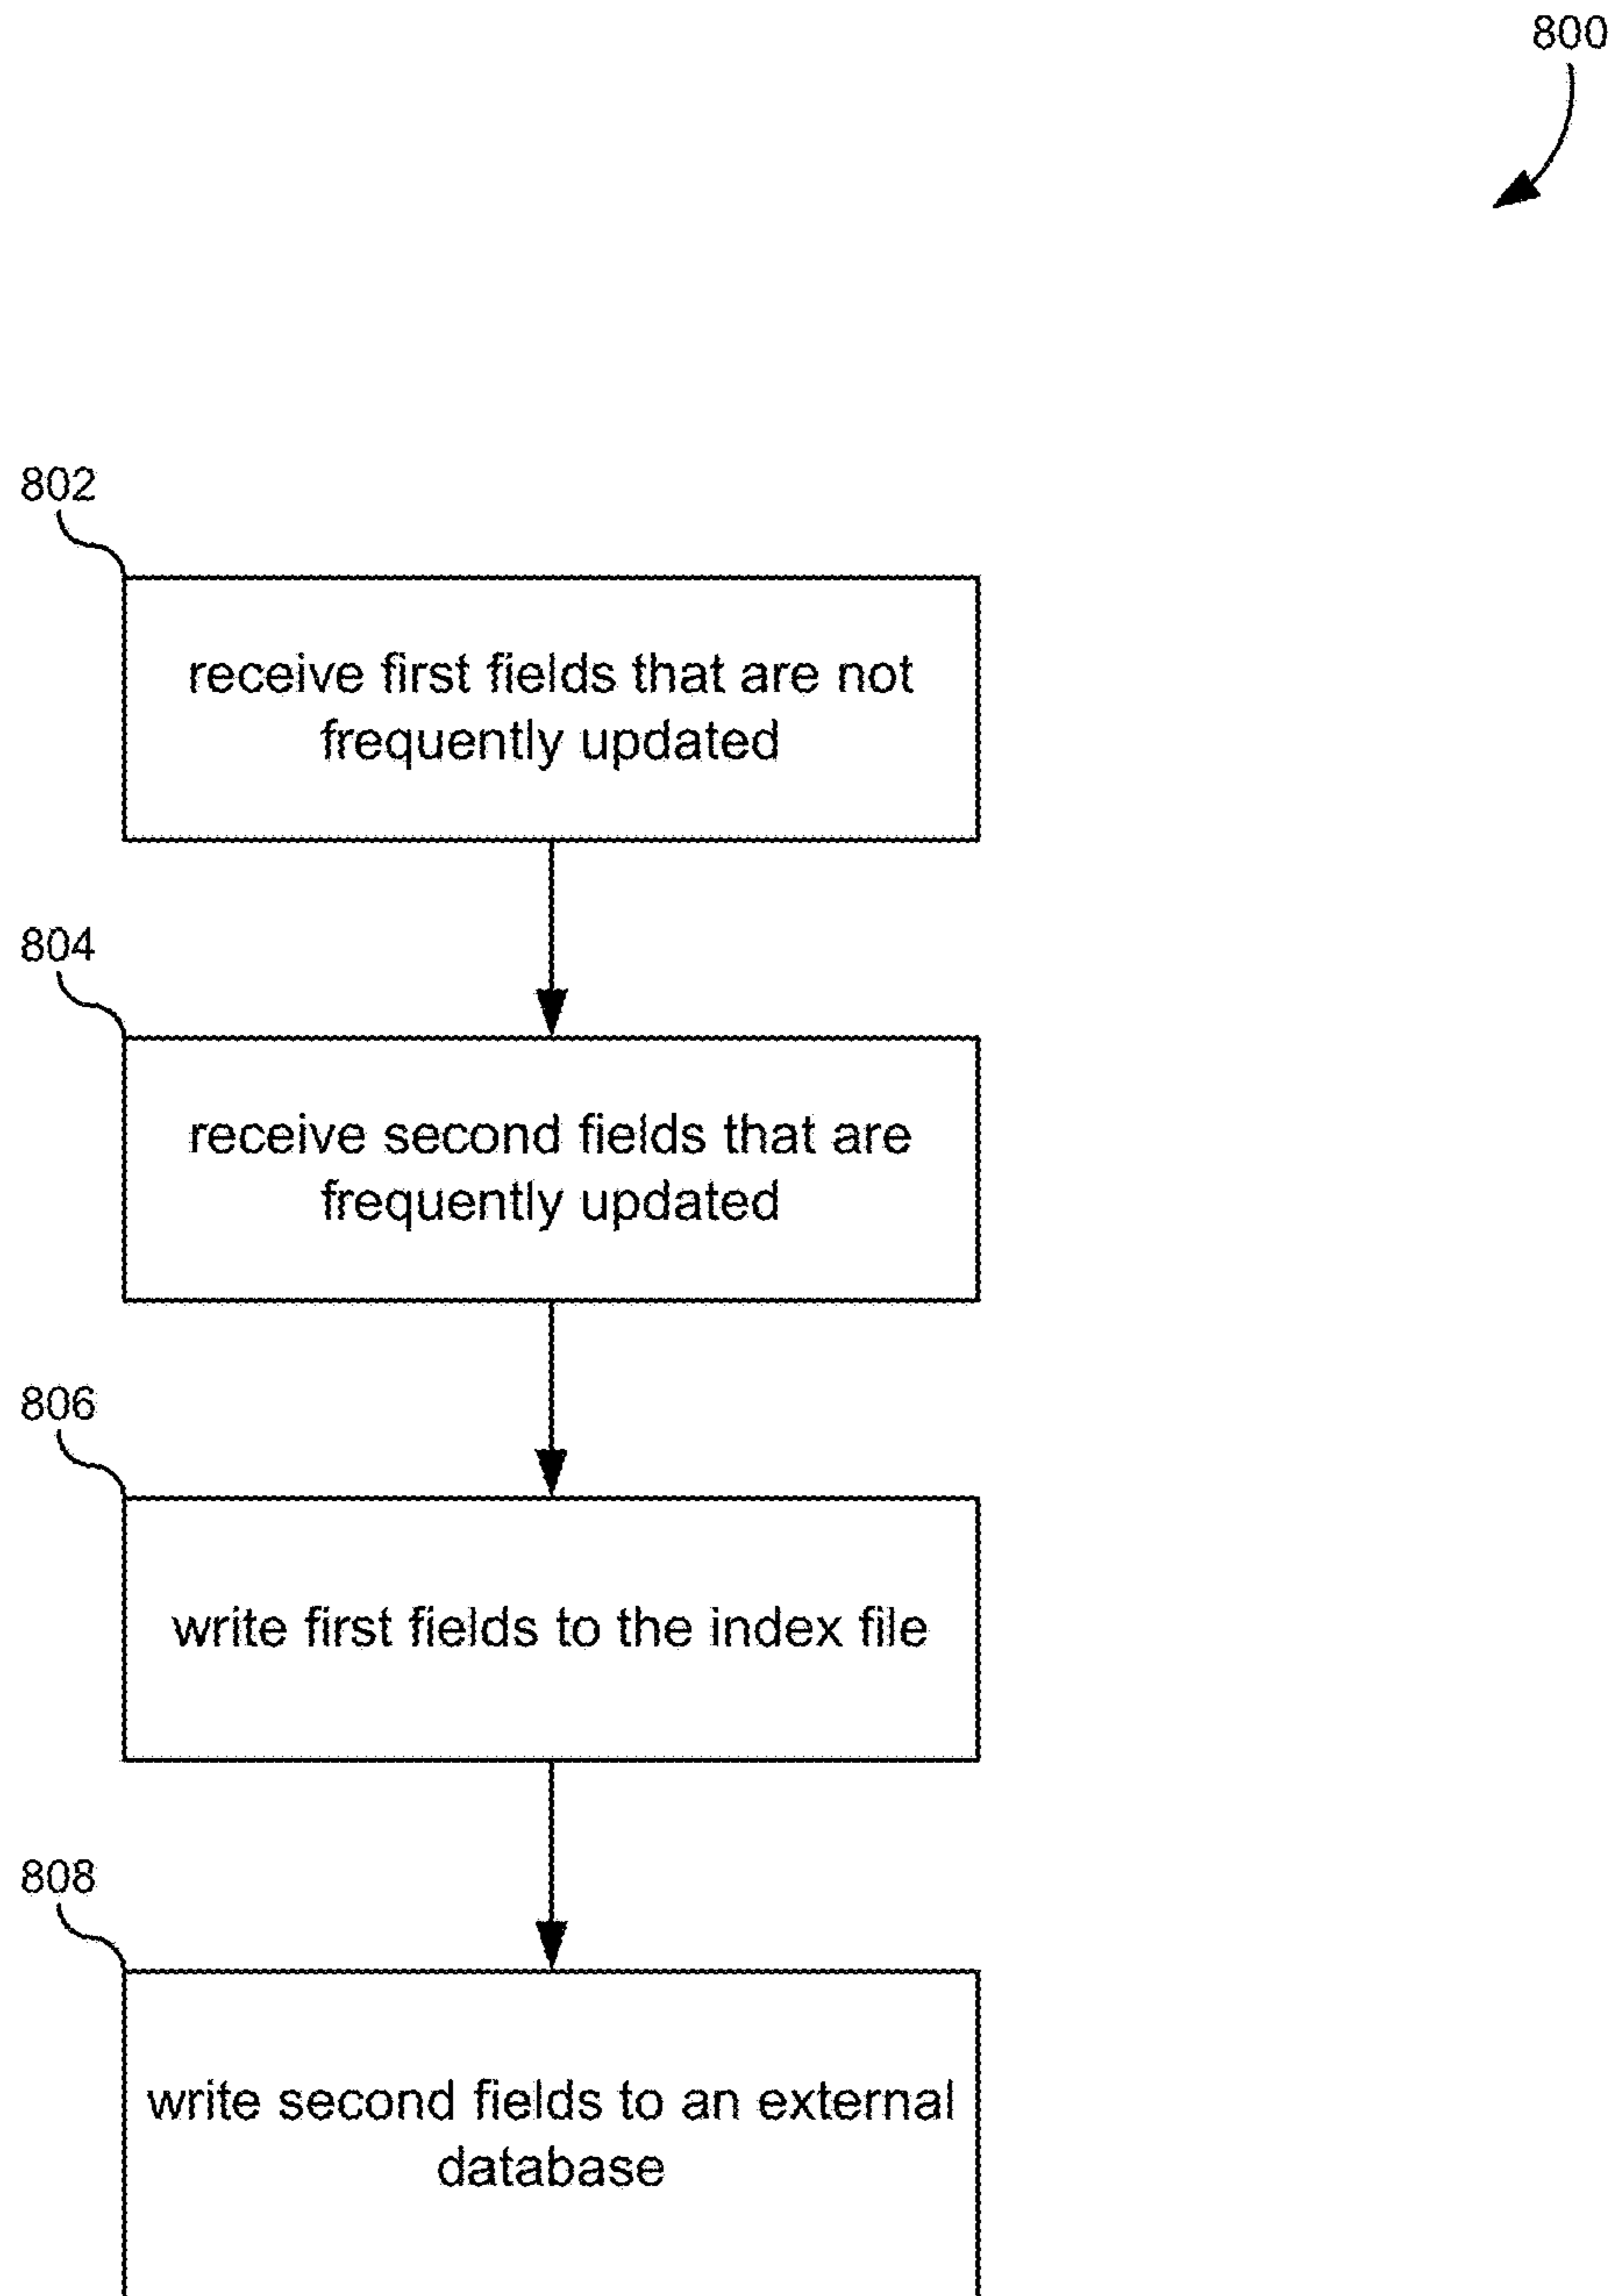 800
802
receive first fields that are not
frequently updated
804
receive second fields that are
frequently updated
806
write first fields to the index file
808
write second fields to an external
database